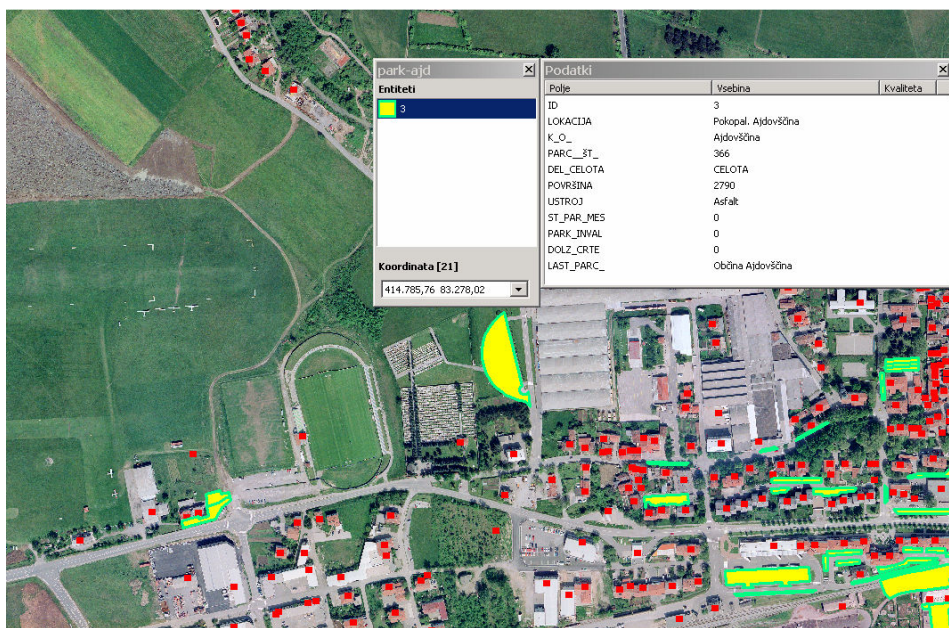 park-ajd
Entiteti
3
Koordinata [21]
414.785,76 83.278,02
Podatki
Polje Vsebina Kvaliteta
ID 3
LOKACIJA Pokopal. Ajdovščina
K_O_ Ajdovščina
PARC__ŠT_ 366
DEL_CELOTA CELOTA
POVRŠINA 2790
USTROJ Asfalt
ST_PAR_MES 0
PARK_INVAL 0
DOLZ_CRTE 0
LAST_PARC_ Občina Ajdovščina